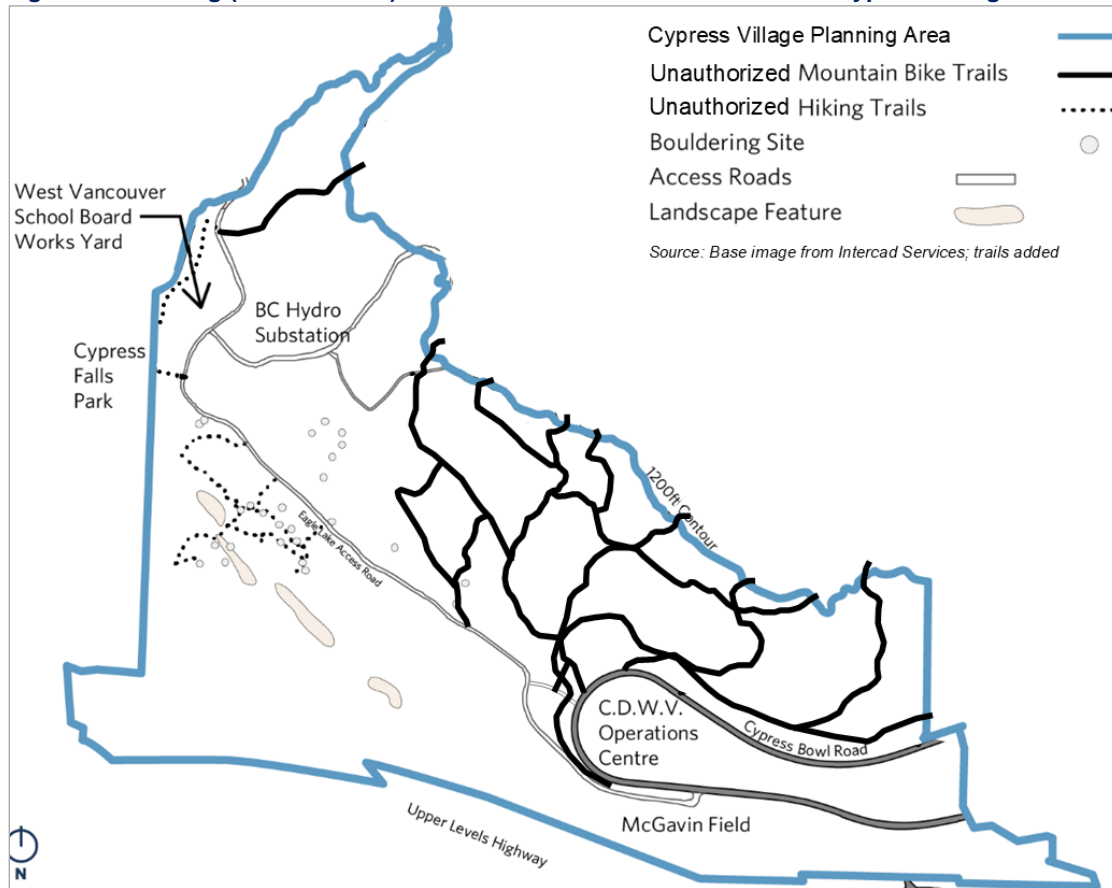 Cypress Village Planning Area
Unauthorized Mountain Bike Trails
Unauthorized Hiking Trails
Bouldering Site
Access Roads
Landscape Feature
Source: Base image from Intercad Services; trails added
West Vancouver
School Board
Works Yard
BC Hydro
Substation
Cypress
Falls
Park
1200ft Contour
Eagle Lake Access Road
C.D.W.V.
Operations
Centre
Cypress Bowl Road
McGavin Field
Upper Levels Highway
N